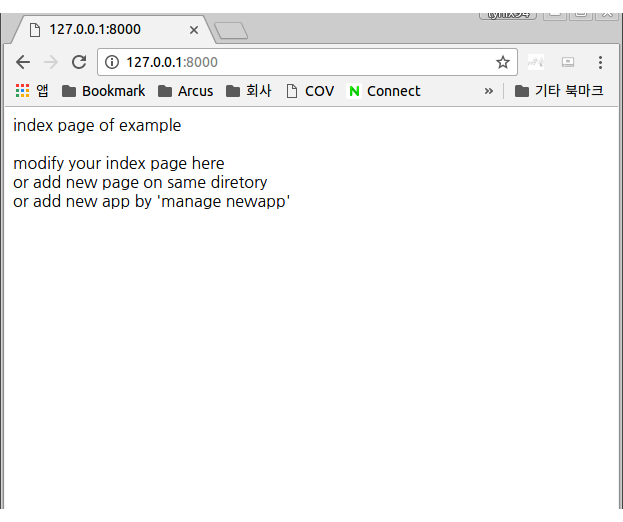 127.0.0.1:8000
127.0.0.1:8000
앱 Bookmark Arcus 회사 COV Connect » 기타 북마크
index page of example
modify your index page here
or add new page on same diretory
or add new app by 'manage newapp'